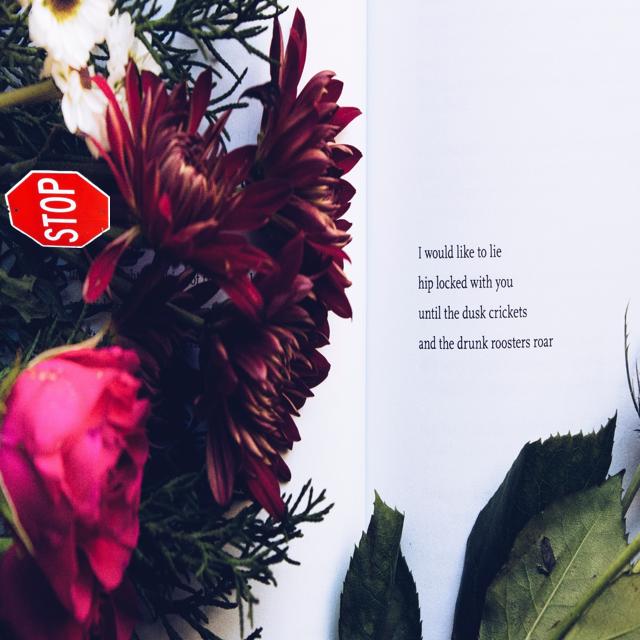 STOP
I would like to lie
hip locked with you
until the dusk crickets
and the drunk roosters roar